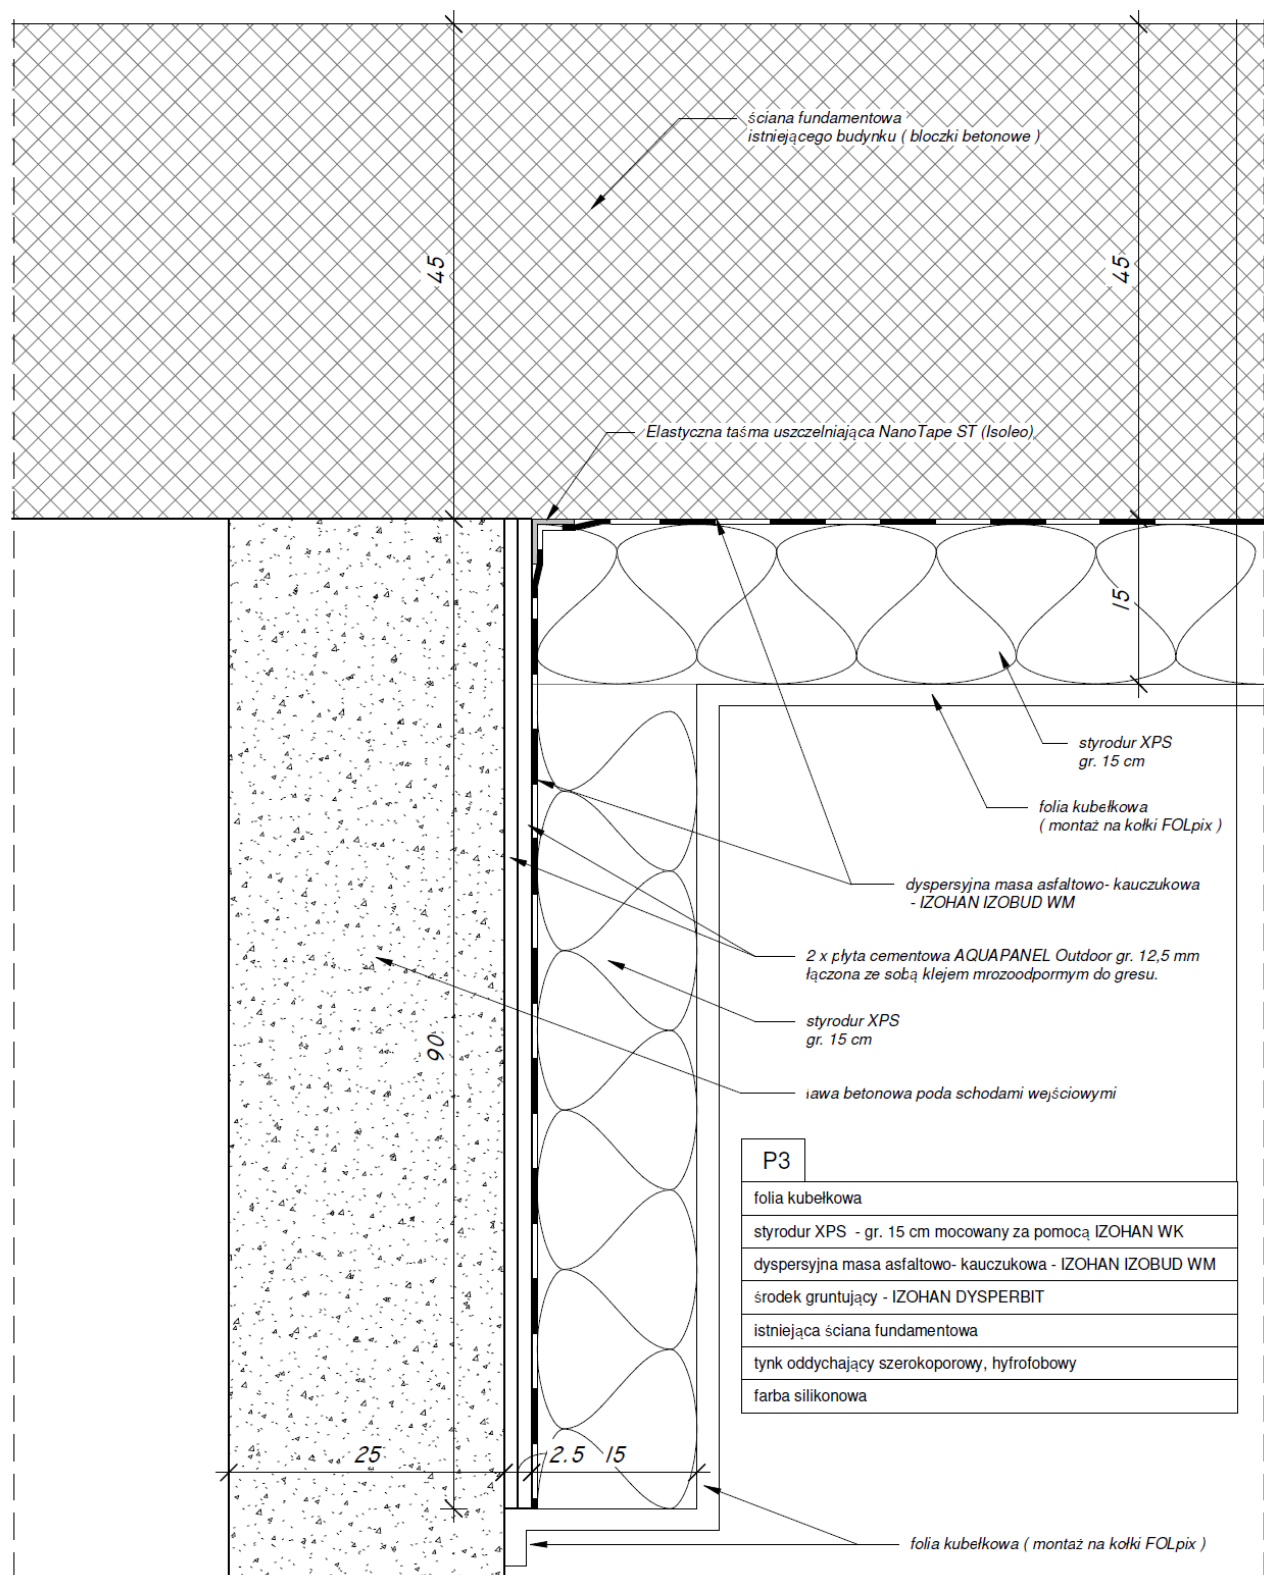 ściana fundamentowa
istniejącego budynku ( bloczki betonowe )
45
45
Elastyczna taśma uszczelniająca NanoTape ST (Isoleo)
15
styrodur XPS
gr. 15 cm
folia kubełkowa
( montaż na kołki FOLpix )
dyspersyjna masa asfaltowo- kauczukowa
- IZOHAN IZOBUD WM
2 x płyta cementowa AQUAPANEL Outdoor gr. 12,5 mm
łączona ze sobą klejem mrozoodpornym do gresu.
styrodur XPS
gr. 15 cm
90
ława betonowa poda schodami wejściowymi
P3
folia kubełkowa
styrodur XPS - gr. 15 cm mocowany za pomocą IZOHAN WK
dyspersyjna masa asfaltowo- kauczukowa - IZOHAN IZOBUD WM
środek gruntujący - IZOHAN DYSPERBIT
istniejąca ściana fundamentowa
tynk oddychający szerokoporowy, hyfrofobowy
farba silikonowa
25 2.5 15
folia kubełkowa ( montaż na kołki FOLpix )